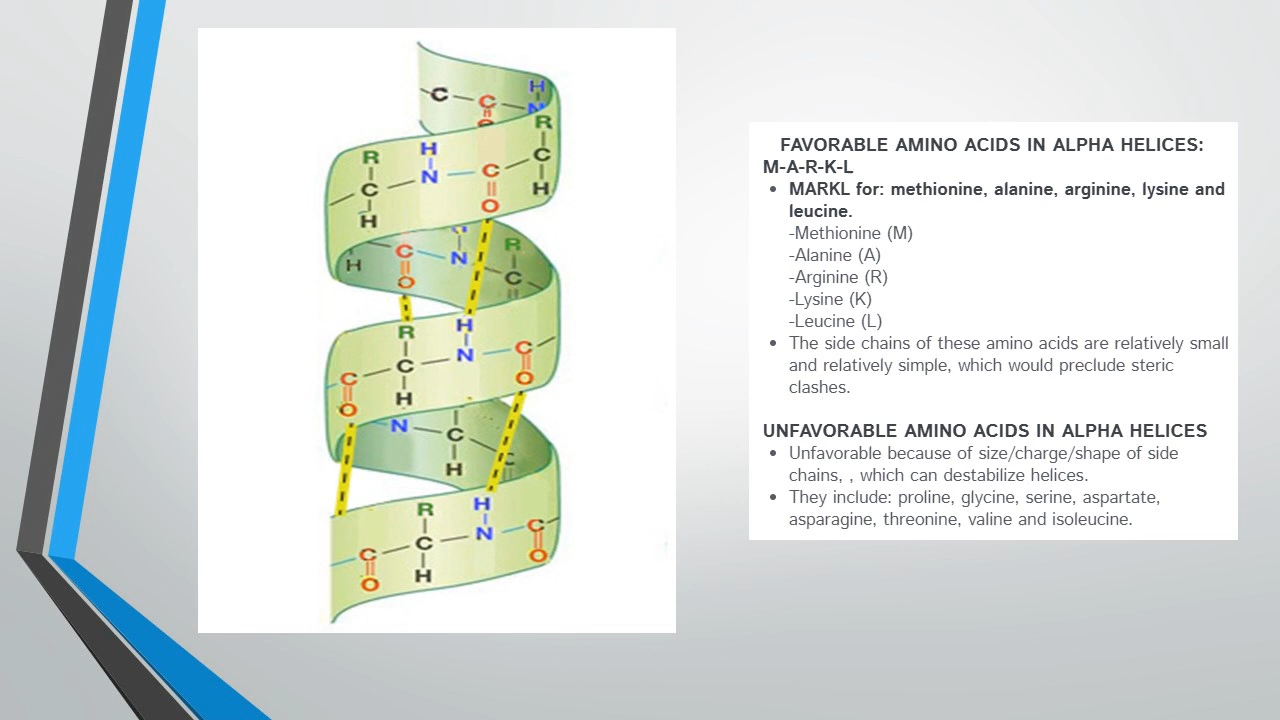 C C H
N
O
R
R H C
N C
C O H
H
C N R
H O C
H
R N C
C C O
O H
N C C
H
R H
C N C
C O
O H
FAVORABLE AMINO ACIDS IN ALPHA HELICES:
M-A-R-K-L
• MARKL for: methionine, alanine, arginine, lysine and
leucine.
-Methionine (M)
-Alanine (A)
-Arginine (R)
-Lysine (K)
-Leucine (L)
• The side chains of these amino acids are relatively small
and relatively simple, which would preclude steric
clashes.
UNFAVORABLE AMINO ACIDS IN ALPHA HELICES
• Unfavorable because of size/charge/shape of side
chains, , which can destabilize helices.
• They include: proline, glycine, serine, aspartate,
asparagine, threonine, valine and isoleucine.